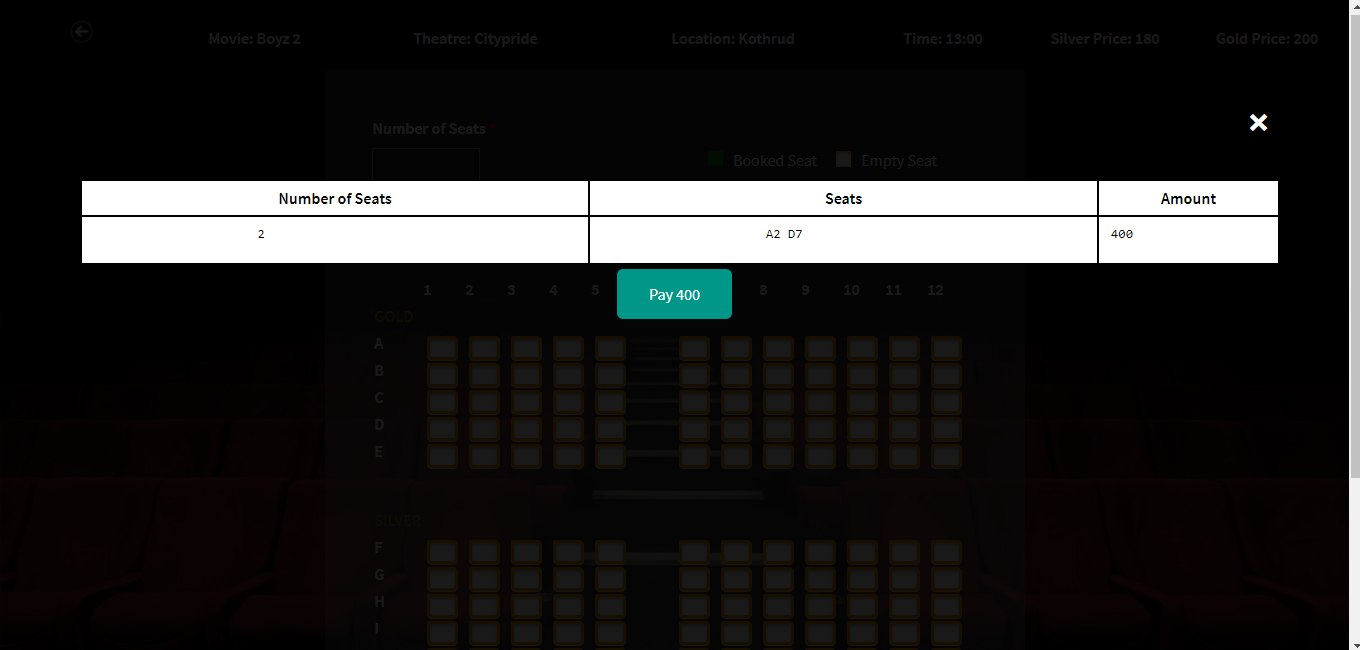 Movie: Boyz 2 Theatre: Citypride Location: Kothrud Time: 13:00 Silver Price: 180 Gold Price: 200
Number of Seats *
Booked Seat Empty Seat
Number of Seats Seats Amount
2 A2 D7 400
1 2 3 4 5 Pay 400 8 9 10 11 12
GOLD
A
B
C
D
E
SILVER
F
G
H
I